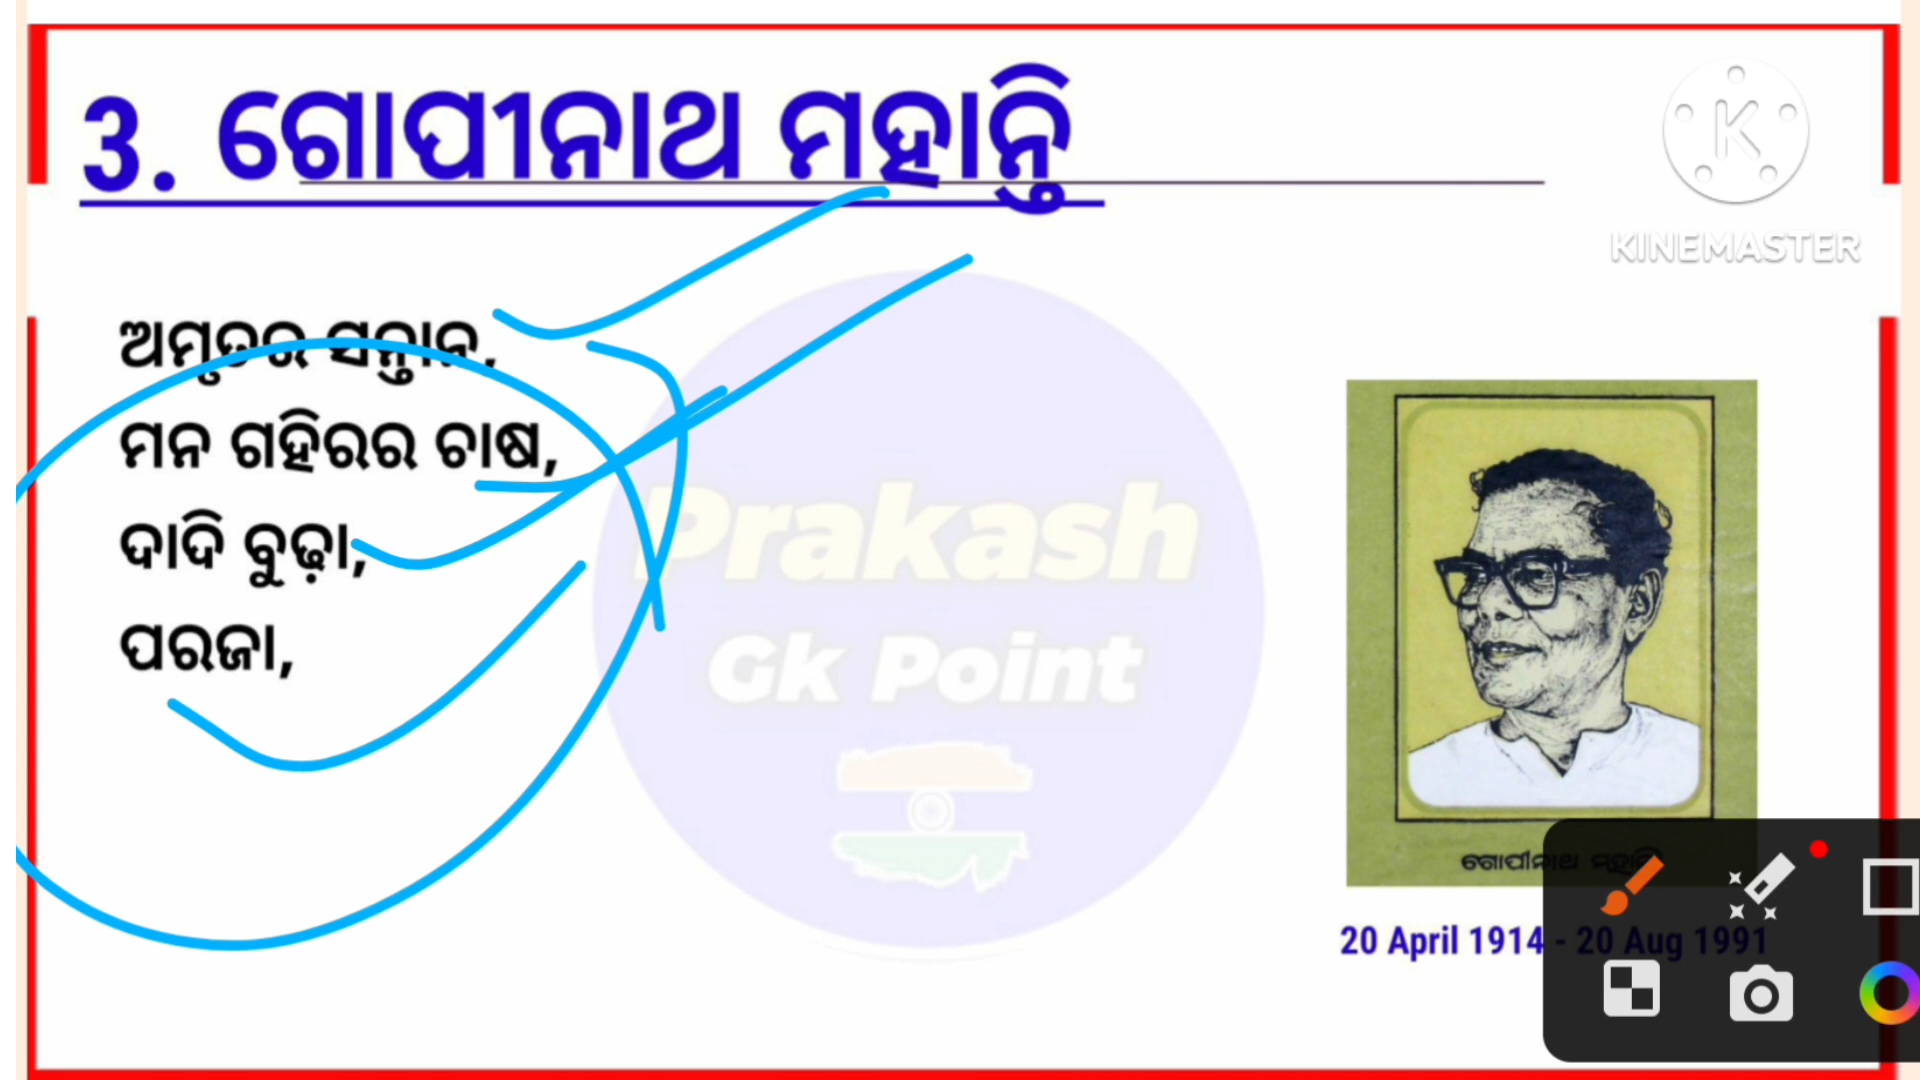 3. ଗୋପୀନାଥ ମହାନ୍ତି
KINEMASTER
ଅମୃତର ସନ୍ତାନ,
ମନ ଗହିରର ଚାଷ,
ଦାଦି ବୁଢ଼ା,
ପରଜା,
Prakash
Gk Point
ଗୋପୀନାଥ ମହାନ୍ତି
20 April 1914 - 20 Aug 1991